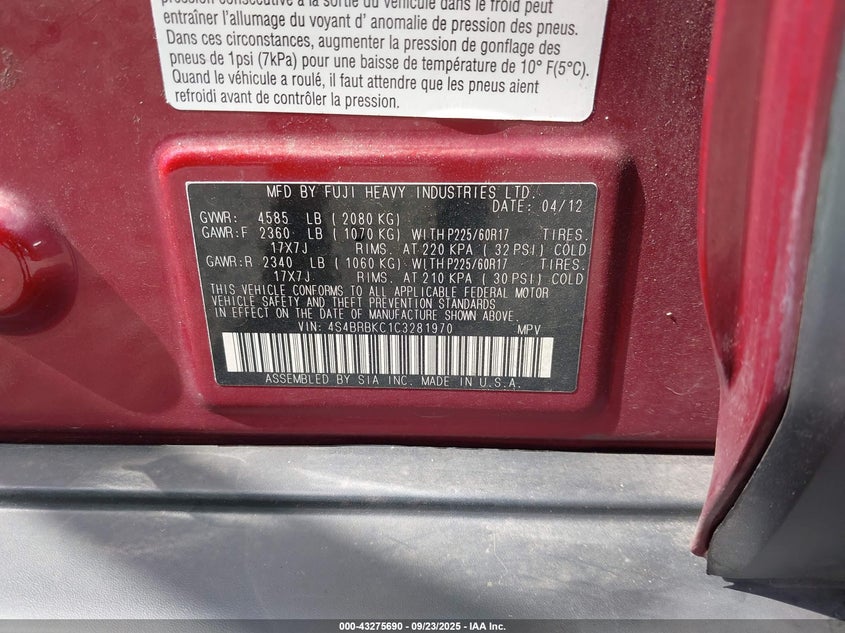 pression consécutive à la sortie du véhicule dans le froid peut
entraîner l'allumage du voyant d' anomalie de pression des pneus.
Dans ces circonstances, augmenter la pression de gonflage des
pneus de 1psi (7kPa) pour une baisse de température de 10° F(5°C).
Quand le véhicule a roulé, il faut attendre que les pneus aient
refroidi avant de contrôler la pression.
MFD BY FUJI HEAVY INDUSTRIES LTD.
DATE: 04/12
GVWR: 4585 LB ( 2080 KG)
GAWR:F 2360 LB ( 1070 KG) WITH P225/60R17 TIRES.
17X7J RIMS. AT 220 KPA ( 32 PSI) COLD
GAWR:R 2340 LB ( 1060 KG) WITH P225/60R17 TIRES.
17X7J RIMS. AT 210 KPA ( 30 PSI) COLD
THIS VEHICLE CONFORMS TO ALL APPLICABLE FEDERAL MOTOR
VEHICLE SAFETY AND THEFT PREVENTION STANDARDS
IN EFFECT ON THE DATE OF MANUFACTURE SHOWN ABOVE.
VIN: 4S4BRBKC1C3281970 MPV
ASSEMBLED BY SIA INC. MADE IN U.S.A.
000-43275690 - 09/23/2025 - IAA Inc.